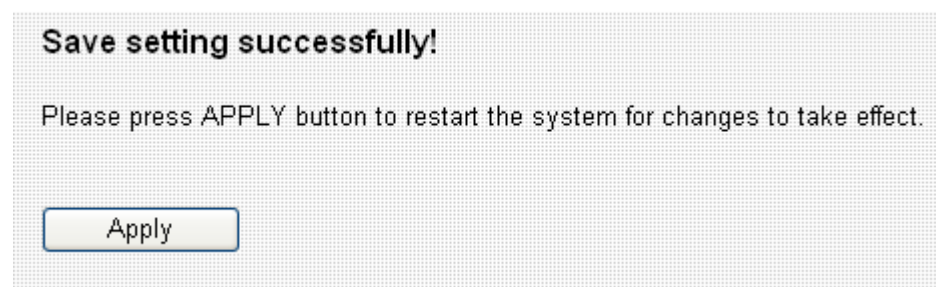 Save setting successfully!
Please press APPLY button to restart the system for changes to take effect.
Apply